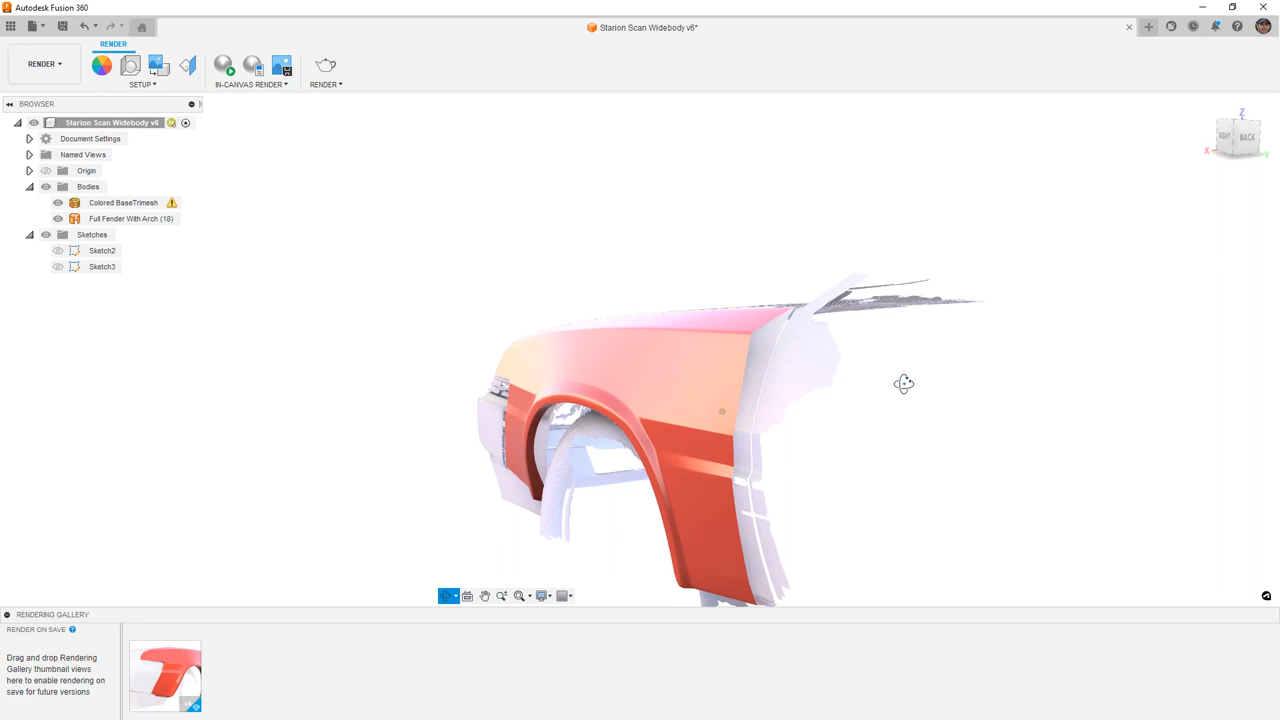 Autodesk Fusion 360
Starion Scan Widebody v6*
RENDER
RENDER
SETUP
IN-CANVAS RENDER
RENDER
BROWSER
Starion Scan Widebody v6
Document Settings
Named Views
Origin
Bodies
Colored BaseTrimesh
Full Fender With Arch (18)
Sketches
Sketch2
Sketch3
Z
RIGHT
BACK
X
Y
RENDERING GALLERY
RENDER ON SAVE
Drag and drop Rendering
Gallery thumbnail views
here to enable rendering on
save for future versions